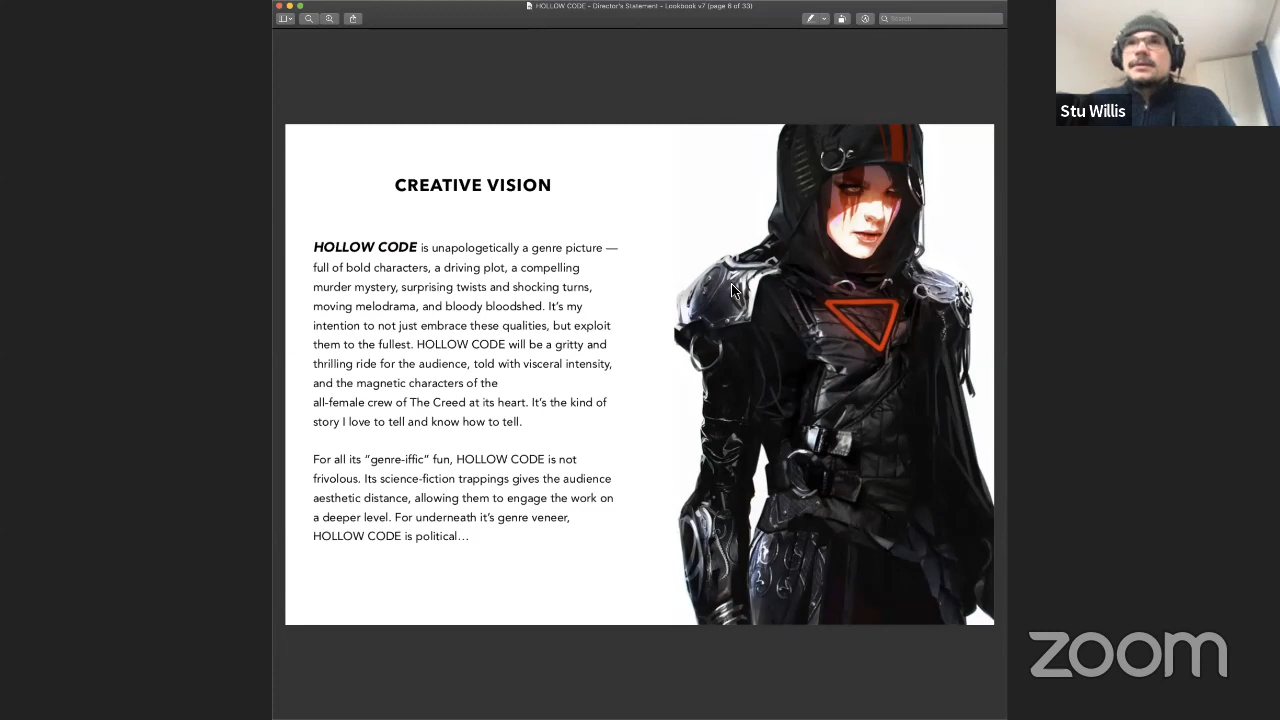 HOLLOW CODE - Director's Statement - Lookbook v7 (page 6 of 33)
Search
Stu Willis
CREATIVE VISION
HOLLOW CODE is unapologetically a genre picture —
full of bold characters, a driving plot, a compelling
murder mystery, surprising twists and shocking turns,
moving melodrama, and bloody bloodshed. It's my
intention to not just embrace these qualities, but exploit
them to the fullest. HOLLOW CODE will be a gritty and
thrilling ride for the audience, told with visceral intensity,
and the magnetic characters of the
all-female crew of The Creed at its heart. It's the kind of
story I love to tell and know how to tell.
For all its "genre-iffic" fun, HOLLOW CODE is not
frivolous. Its science-fiction trappings gives the audience
aesthetic distance, allowing them to engage the work on
a deeper level. For underneath it's genre veneer,
HOLLOW CODE is political…
zoom